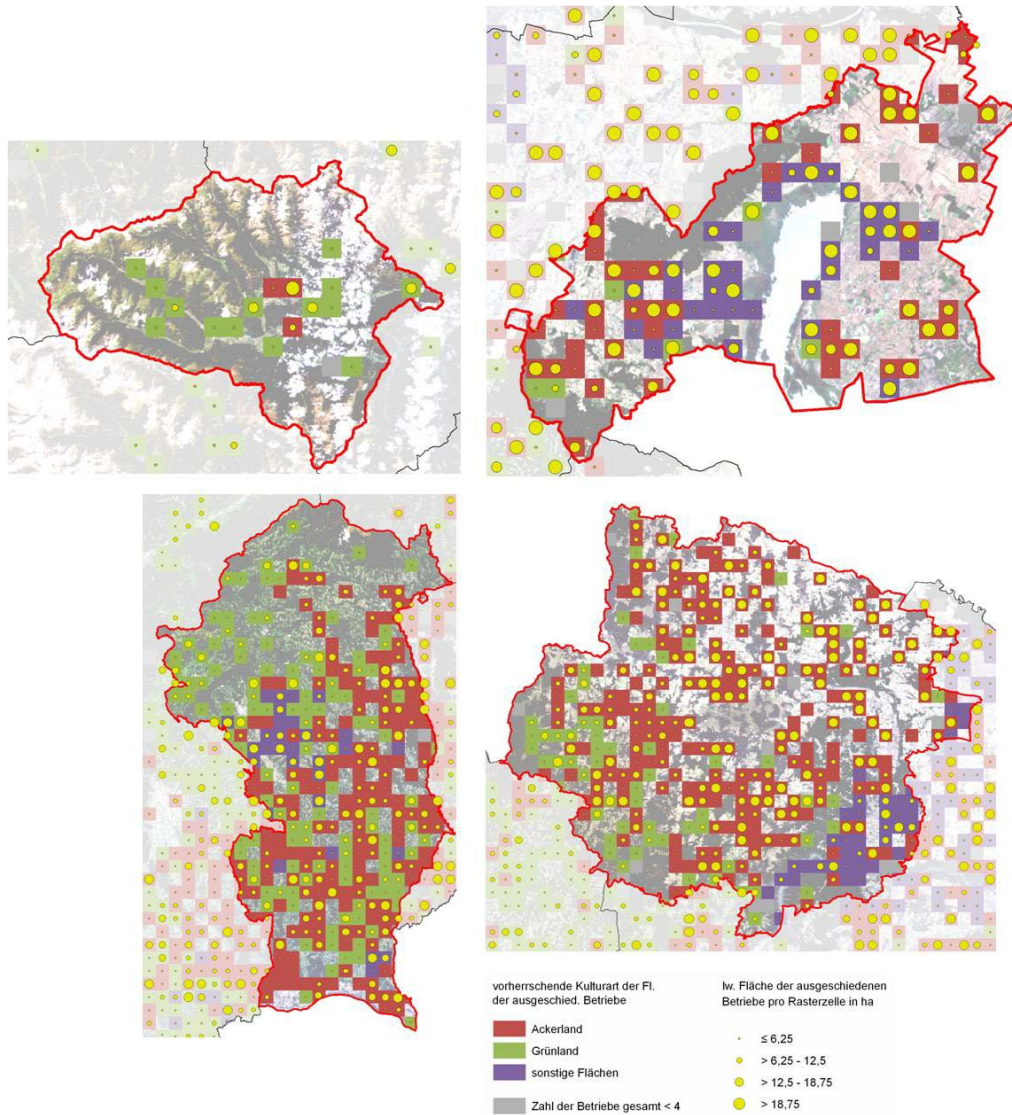 vorherrschende Kulturart der Fl.
der ausgeschied. Betriebe
Ackerland
Grünland
sonstige Flächen
Zahl der Betriebe gesamt < 4
lw. Fläche der ausgeschiedenen
Betriebe pro Rasterzelle in ha
≤ 6,25
> 6,25 - 12,5
> 12,5 - 18,75
> 18,75